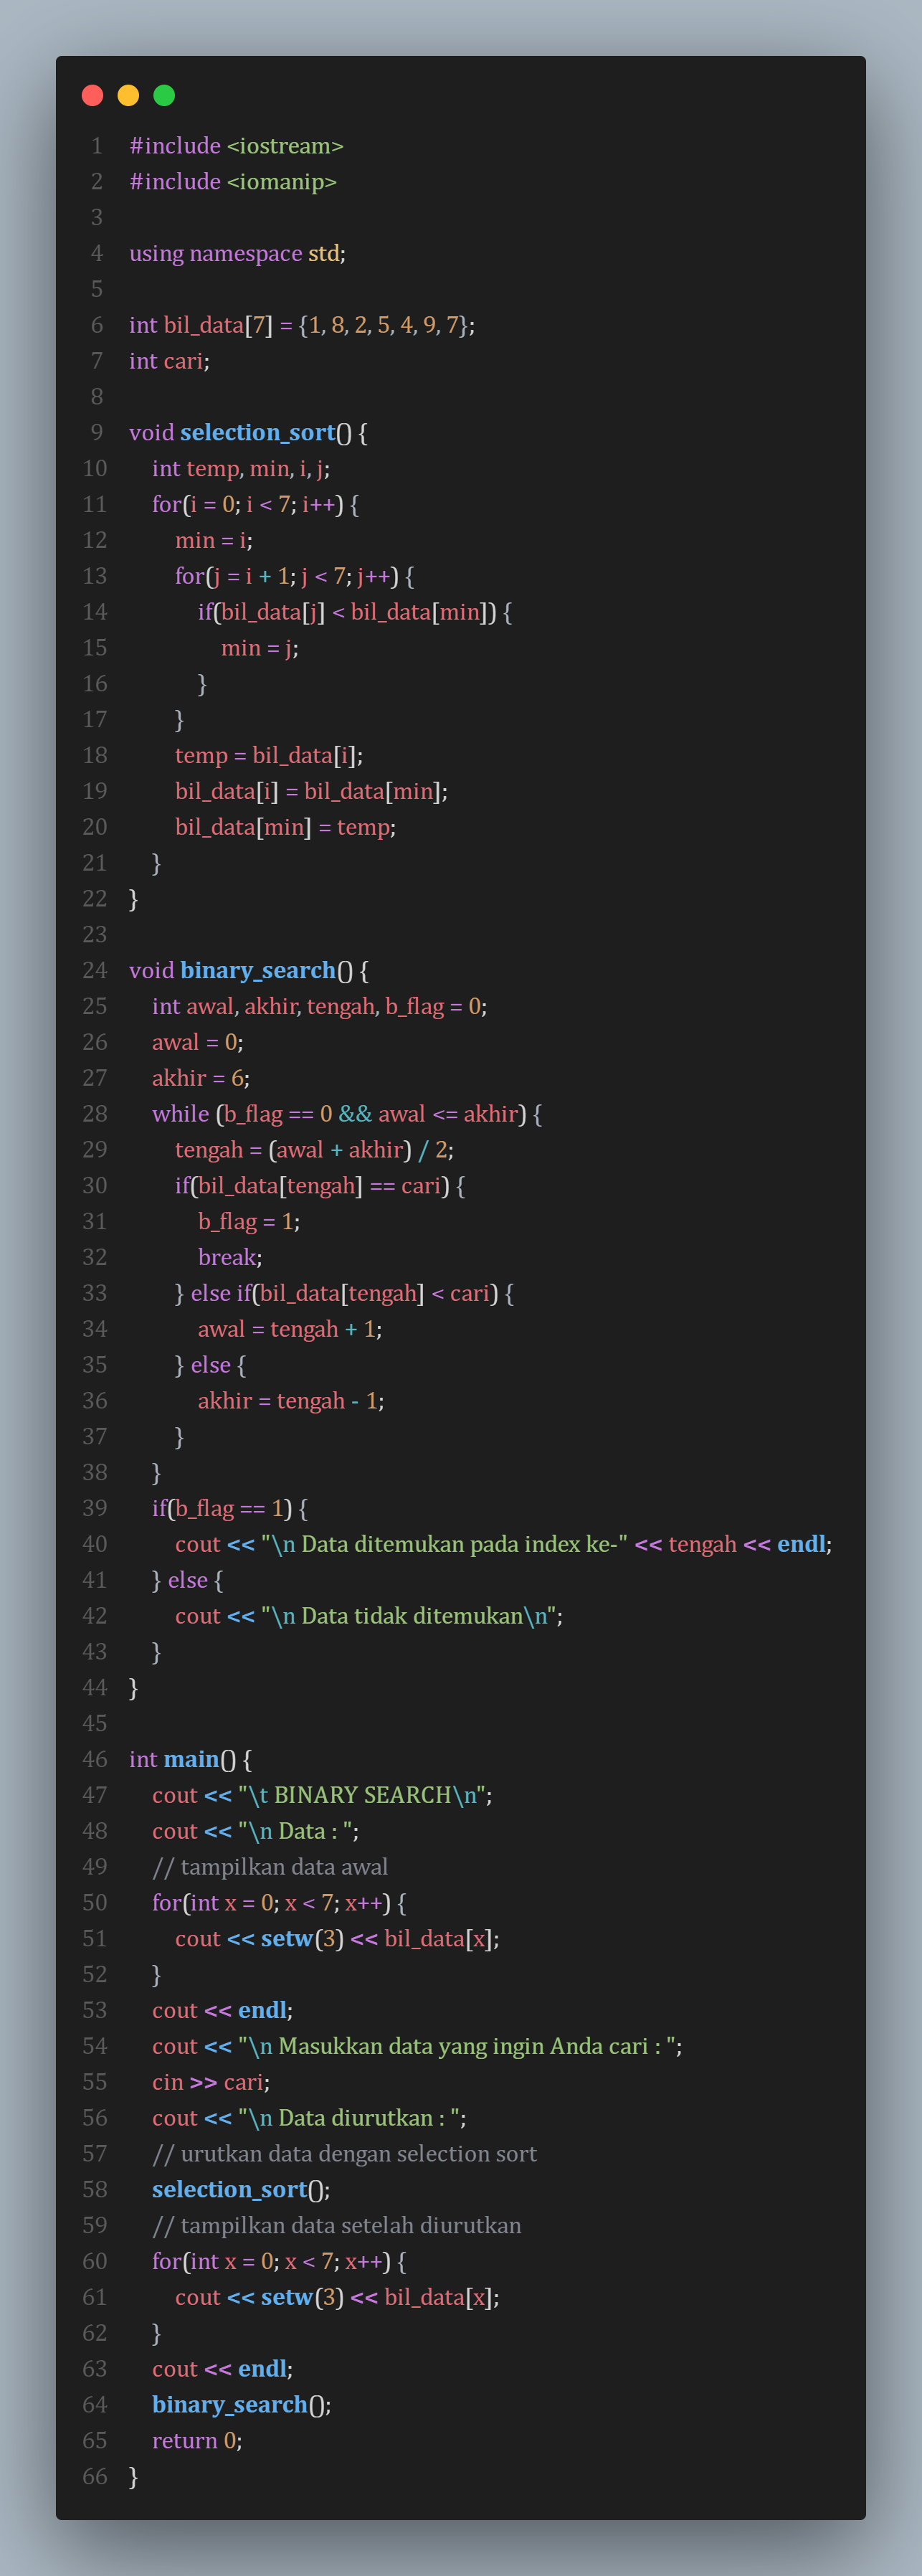 1 #include <iostream>
2 #include <iomanip>
3
4 using namespace std;
5
6 int bil_data[7] = {1, 8, 2, 5, 4, 9, 7};
7 int cari;
8
9 void selection_sort() {
10     int temp, min, i, j;
11     for(i = 0; i < 7; i++) {
12         min = i;
13         for(j = i + 1; j < 7; j++) {
14             if(bil_data[j] < bil_data[min]) {
15                 min = j;
16             }
17         }
18         temp = bil_data[i];
19         bil_data[i] = bil_data[min];
20         bil_data[min] = temp;
21     }
22 }
23
24 void binary_search() {
25     int awal, akhir, tengah, b_flag = 0;
26     awal = 0;
27     akhir = 6;
28     while (b_flag == 0 && awal <= akhir) {
29         tengah = (awal + akhir) / 2;
30         if(bil_data[tengah] == cari) {
31             b_flag = 1;
32             break;
33         } else if(bil_data[tengah] < cari) {
34             awal = tengah + 1;
35         } else {
36             akhir = tengah - 1;
37         }
38     }
39     if(b_flag == 1) {
40         cout << "\n Data ditemukan pada index ke-" << tengah << endl;
41     } else {
42         cout << "\n Data tidak ditemukan\n";
43     }
44 }
45
46 int main() {
47     cout << "\t BINARY SEARCH\n";
48     cout << "\n Data : ";
49     // tampilkan data awal
50     for(int x = 0; x < 7; x++) {
51         cout << setw(3) << bil_data[x];
52     }
53     cout << endl;
54     cout << "\n Masukkan data yang ingin Anda cari : ";
55     cin >> cari;
56     cout << "\n Data diurutkan : ";
57     // urutkan data dengan selection sort
58     selection_sort();
59     // tampilkan data setelah diurutkan
60     for(int x = 0; x < 7; x++) {
61         cout << setw(3) << bil_data[x];
62     }
63     cout << endl;
64     binary_search();
65     return 0;
66 }